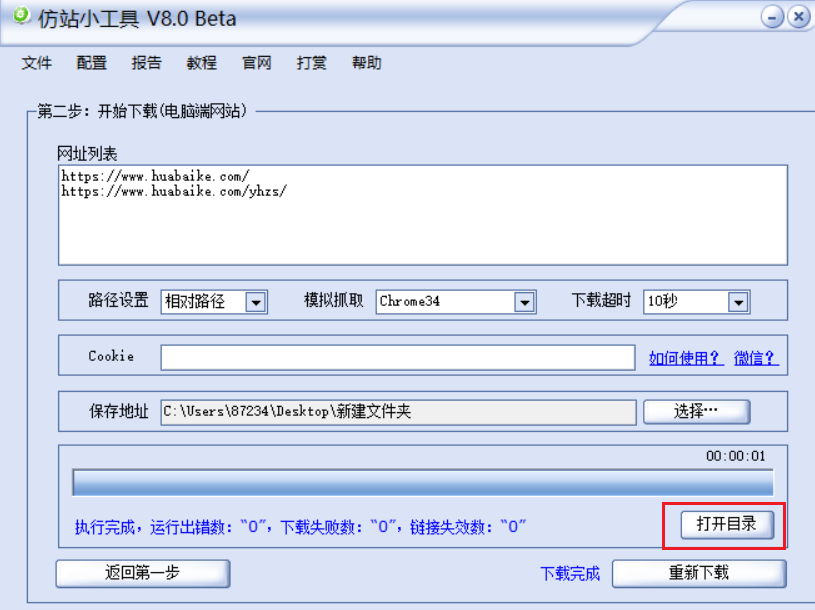 仿站小工具 V8.0 Beta
文件 配置 报告 教程 官网 打赏 帮助
第二步：开始下载(电脑端网站)
网址列表
https://www.huabaike.com/
https://www.huabaike.com/yhzs/
路径设置 相对路径 模拟抓取 Chrome34 下载超时 10秒
Cookie 如何使用？ 微信？
保存地址 C:\Users\87234\Desktop\新建文件夹 选择…
00:00:01
执行完成，运行出错数：“0”，下载失败数：“0”，链接失效数：“0”
打开目录
返回第一步 下载完成 重新下载